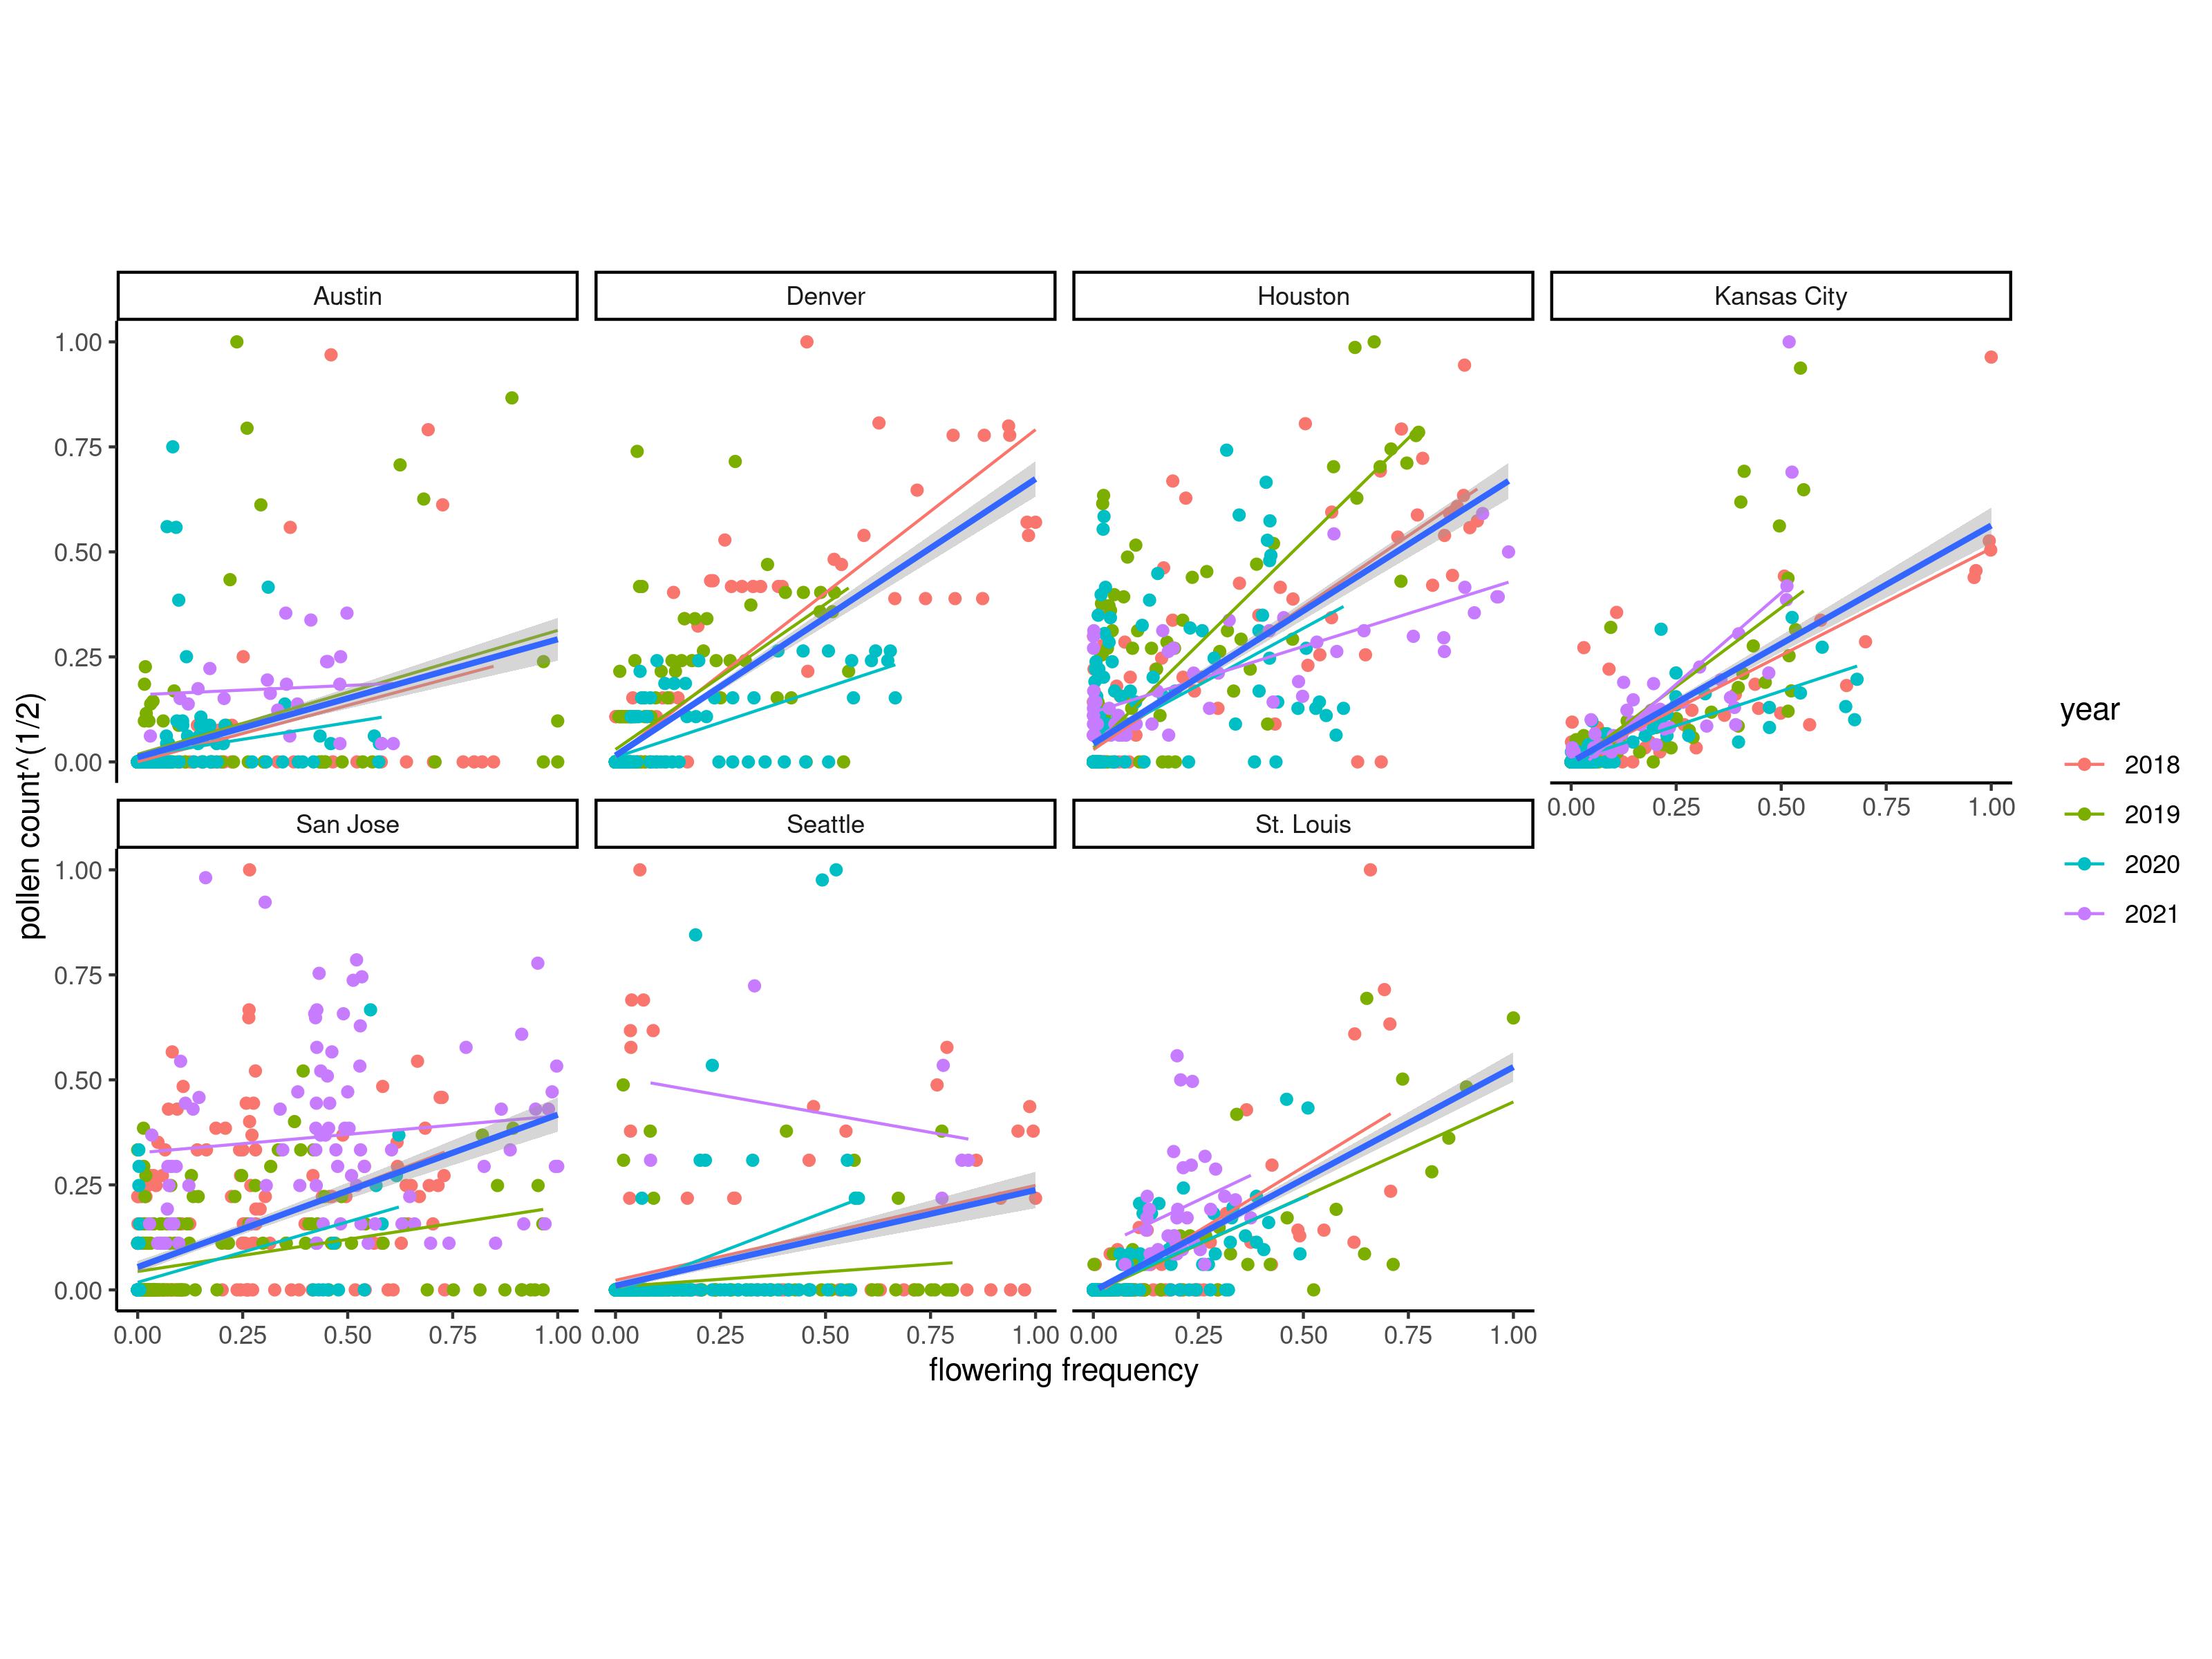 Austin Denver Houston Kansas City
1.00
0.75
0.50
0.25
0.00
0.00 0.25 0.50 0.75 1.00
San Jose Seattle St. Louis
1.00
0.75
0.50
0.25
0.00
0.00 0.25 0.50 0.75 1.00 0.00 0.25 0.50 0.75 1.00 0.00 0.25 0.50 0.75 1.00
flowering frequency
pollen count^(1/2)
year
2018
2019
2020
2021